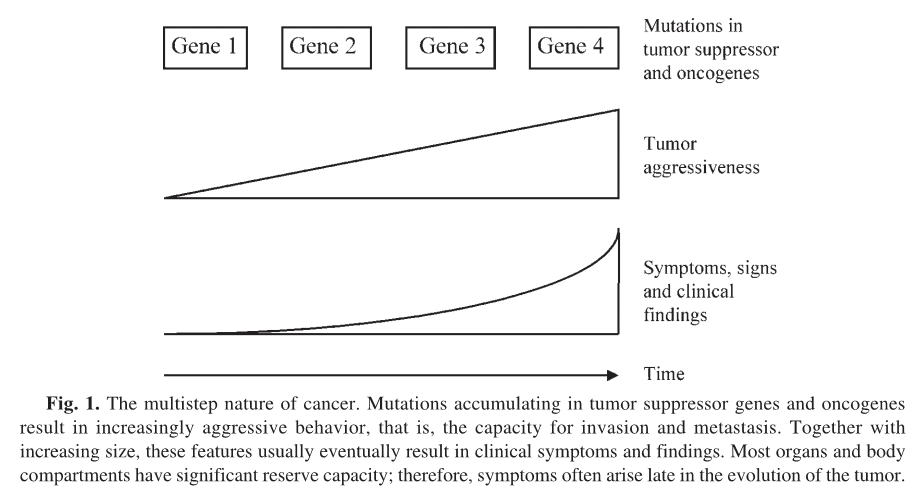 Gene 1 Gene 2 Gene 3 Gene 4
Mutations in
tumor suppressor
and oncogenes
Tumor
aggressiveness
Symptoms, signs
and clinical
findings
Time
Fig. 1. The multistep nature of cancer. Mutations accumulating in tumor suppressor genes and oncogenes
result in increasingly aggressive behavior, that is, the capacity for invasion and metastasis. Together with
increasing size, these features usually eventually result in clinical symptoms and findings. Most organs and body
compartments have significant reserve capacity; therefore, symptoms often arise late in the evolution of the tumor.